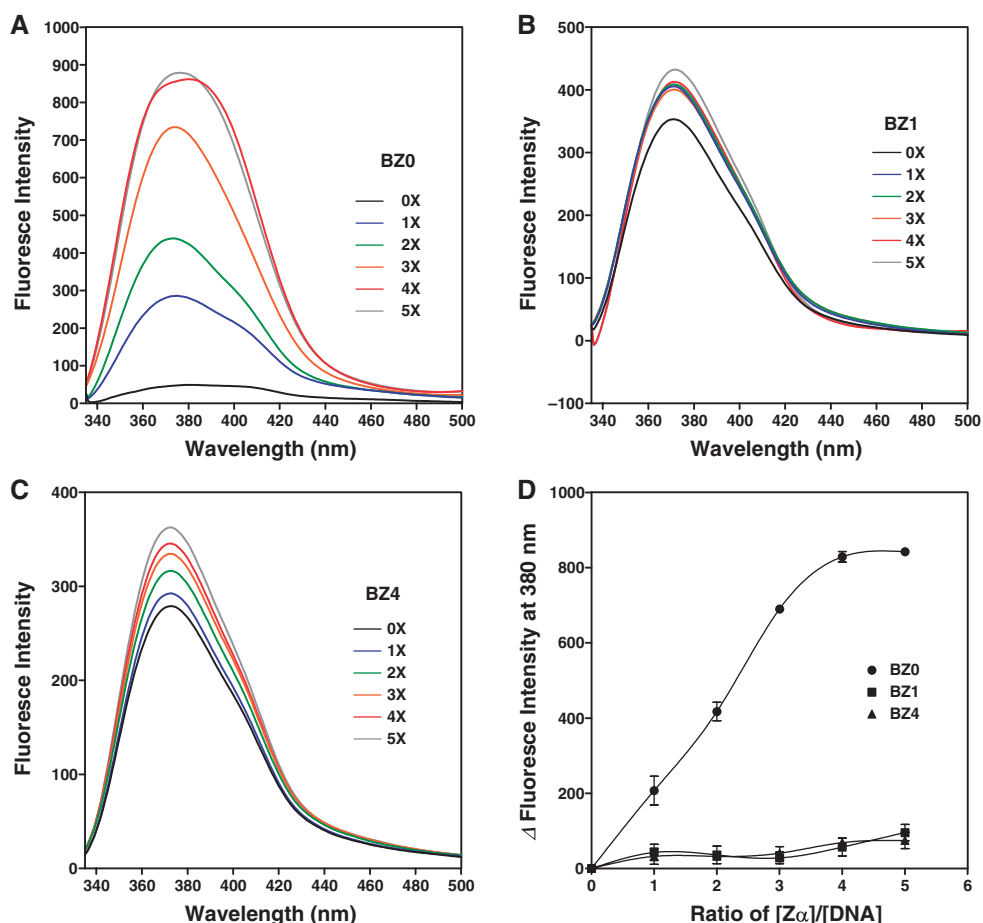 A
1000
900
800
700
600
500
400
300
200
100
0
340 360 380 400 420 440 460 480 500
Fluoresce Intensity
Wavelength (nm)
BZ0
0X
1X
2X
3X
4X
5X
B
500
400
300
200
100
0
−100
340 360 380 400 420 440 460 480 500
Fluoresce Intensity
Wavelength (nm)
BZ1
0X
1X
2X
3X
4X
5X
C
400
300
200
100
0
340 360 380 400 420 440 460 480 500
Fluoresce Intensity
Wavelength (nm)
BZ4
0X
1X
2X
3X
4X
5X
D
1000
800
600
400
200
0
0 1 2 3 4 5 6
Δ Fluoresce Intensity at 380 nm
Ratio of [Zα]/[DNA]
BZ0
BZ1
BZ4